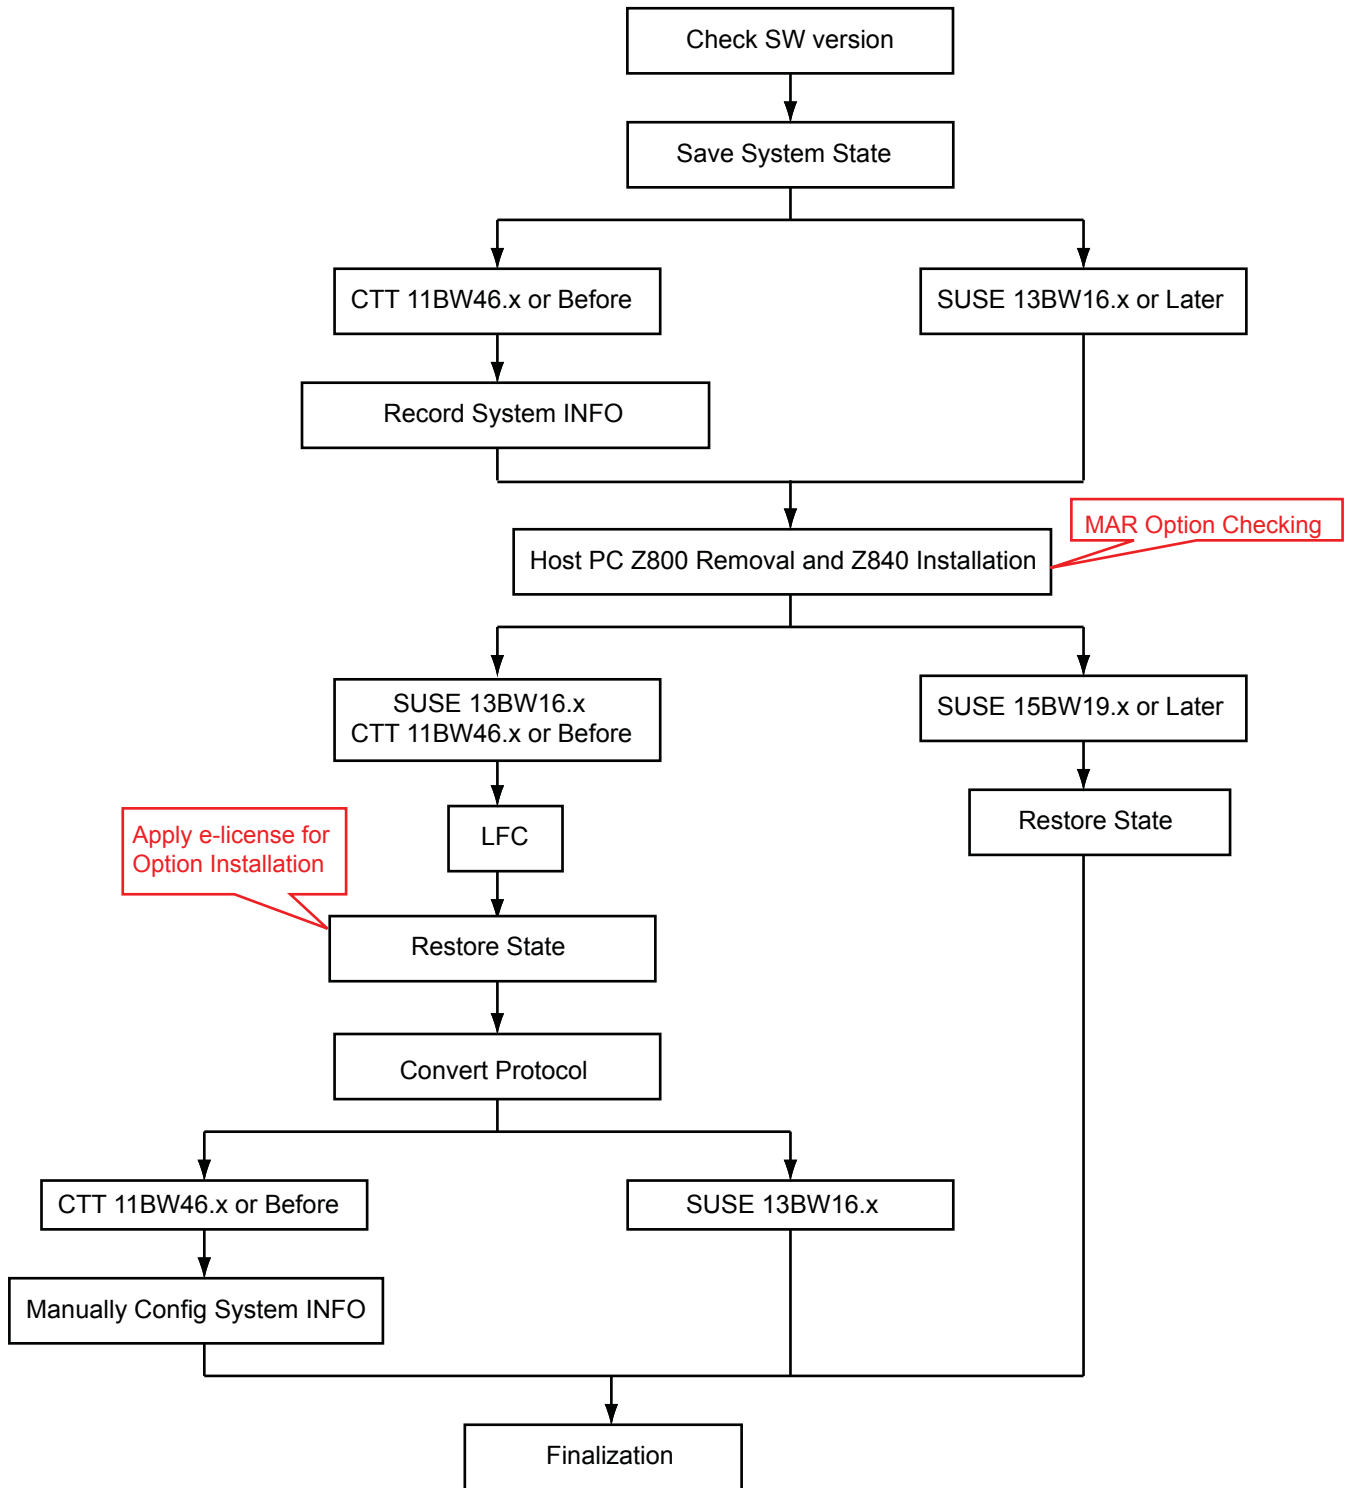 Check SW version
Save System State
CTT 11BW46.x or Before
SUSE 13BW16.x or Later
Record System INFO
MAR Option Checking
Host PC Z800 Removal and Z840 Installation
SUSE 13BW16.x
CTT 11BW46.x or Before
SUSE 15BW19.x or Later
LFC
Restore State
Apply e-license for
Option Installation
Restore State
Convert Protocol
CTT 11BW46.x or Before
SUSE 13BW16.x
Manually Config System INFO
Finalization